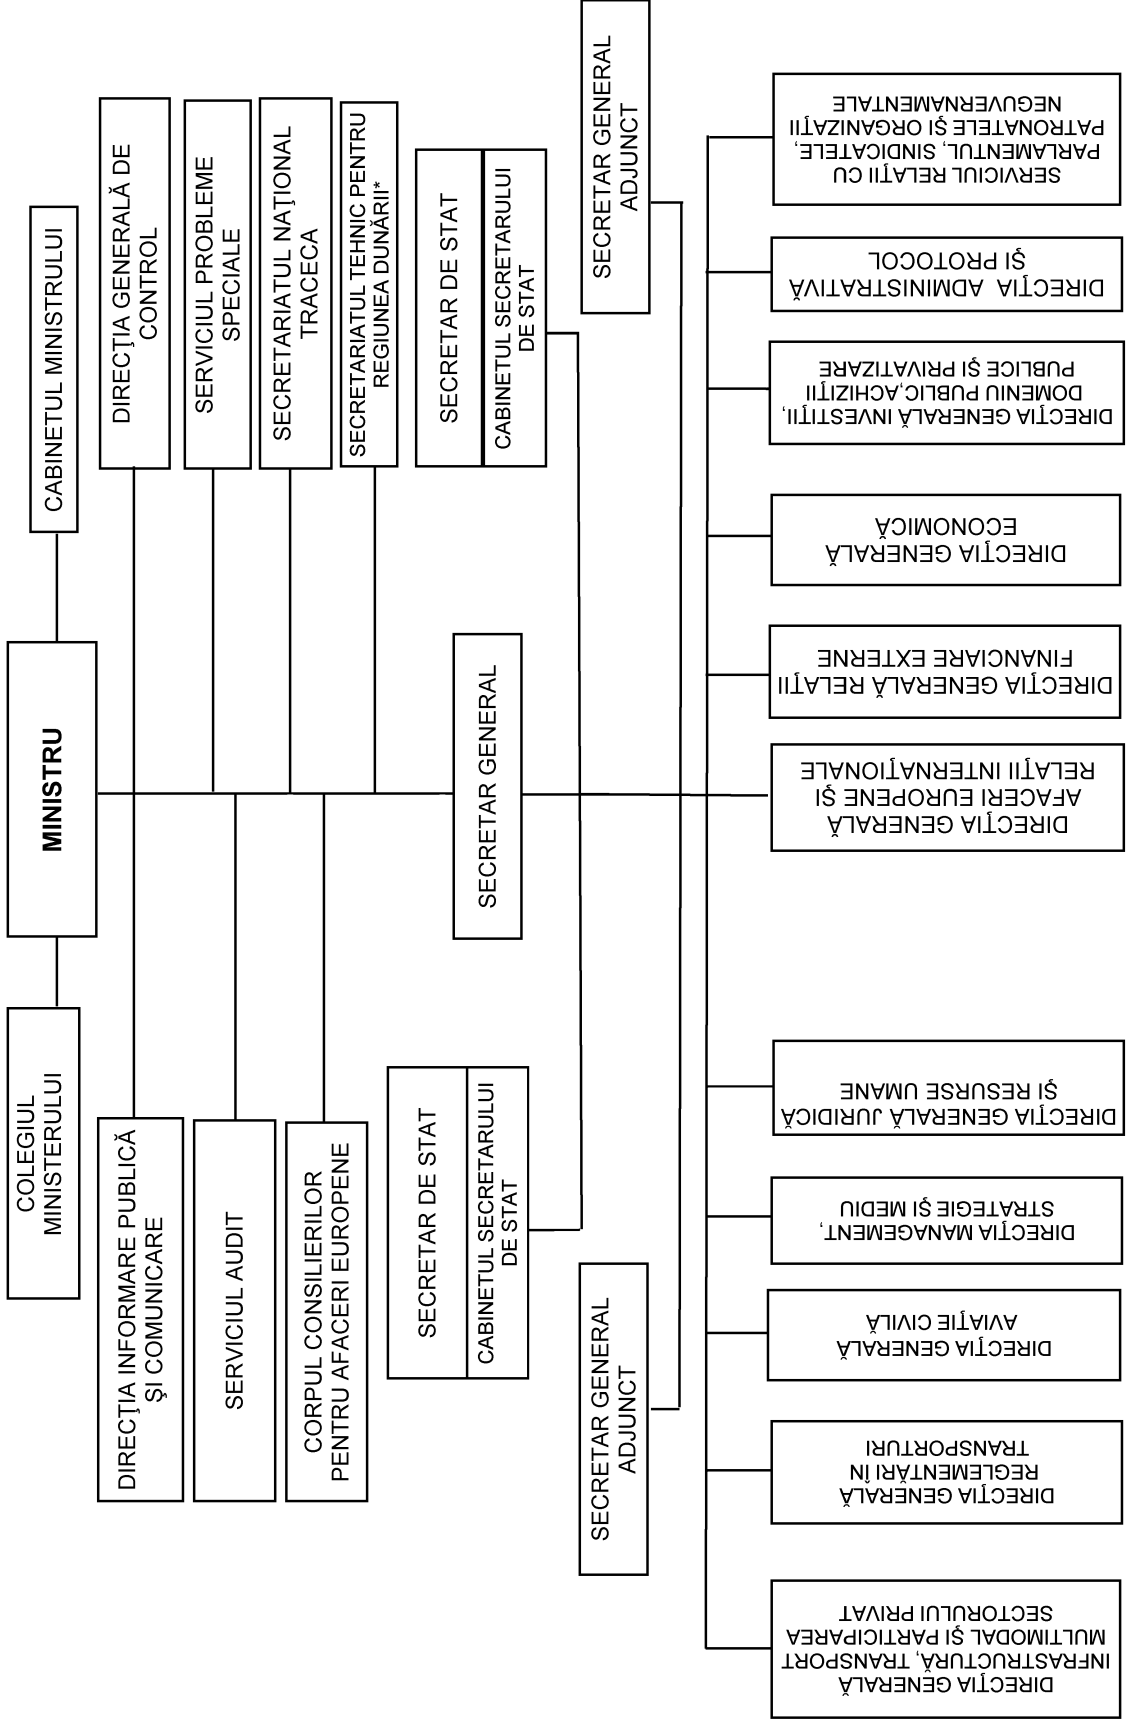 COLEGIUL
MINISTERULUI
MINISTRU
CABINETUL MINISTRULUI
DIRECŢIA INFORMARE PUBLICĂ
ŞI COMUNICARE
DIRECŢIA GENERALĂ DE
CONTROL
SERVICIUL AUDIT
SERVICIUL PROBLEME
SPECIALE
CORPUL CONSILIERILOR
PENTRU AFACERI EUROPENE
SECRETARIATUL NAŢIONAL
TRACECA
SECRETARIATUL TEHNIC PENTRU
REGIUNEA DUNĂRII*
SECRETAR DE STAT
CABINETUL SECRETARULUI
DE STAT
SECRETAR GENERAL
SECRETAR DE STAT
CABINETUL SECRETARULUI
DE STAT
SECRETAR GENERAL
ADJUNCT
SECRETAR GENERAL
ADJUNCT
DIRECŢIA GENERALĂ
INFRASTRUCTURĂ, TRANSPORT
MULTIMODAL ŞI PARTICIPAREA
SECTORULUI PRIVAT
DIRECŢIA GENERALĂ
REGLEMENTĂRI ÎN
TRANSPORTURI
DIRECŢIA GENERALĂ
AVIAŢIE CIVILĂ
DIRECŢIA MANAGEMENT,
STRATEGIE ŞI MEDIU
DIRECŢIA GENERALĂ JURIDICĂ
ŞI RESURSE UMANE
DIRECŢIA GENERALĂ
AFACERI EUROPENE ŞI
RELAŢII INTERNAŢIONALE
DIRECŢIA GENERALĂ RELAŢII
FINANCIARE EXTERNE
DIRECŢIA GENERALĂ
ECONOMICĂ
DIRECŢIA GENERALĂ INVESTIŢII,
DOMENIU PUBLIC,ACHIZIŢII
PUBLICE ŞI PRIVATIZARE
DIRECŢIA ADMINISTRATIVĂ
ŞI PROTOCOL
SERVICIUL RELAŢII CU
PARLAMENTUL, SINDICATELE,
PATRONATELE ŞI ORGANIZAŢII
NEGUVERNAMENTALE